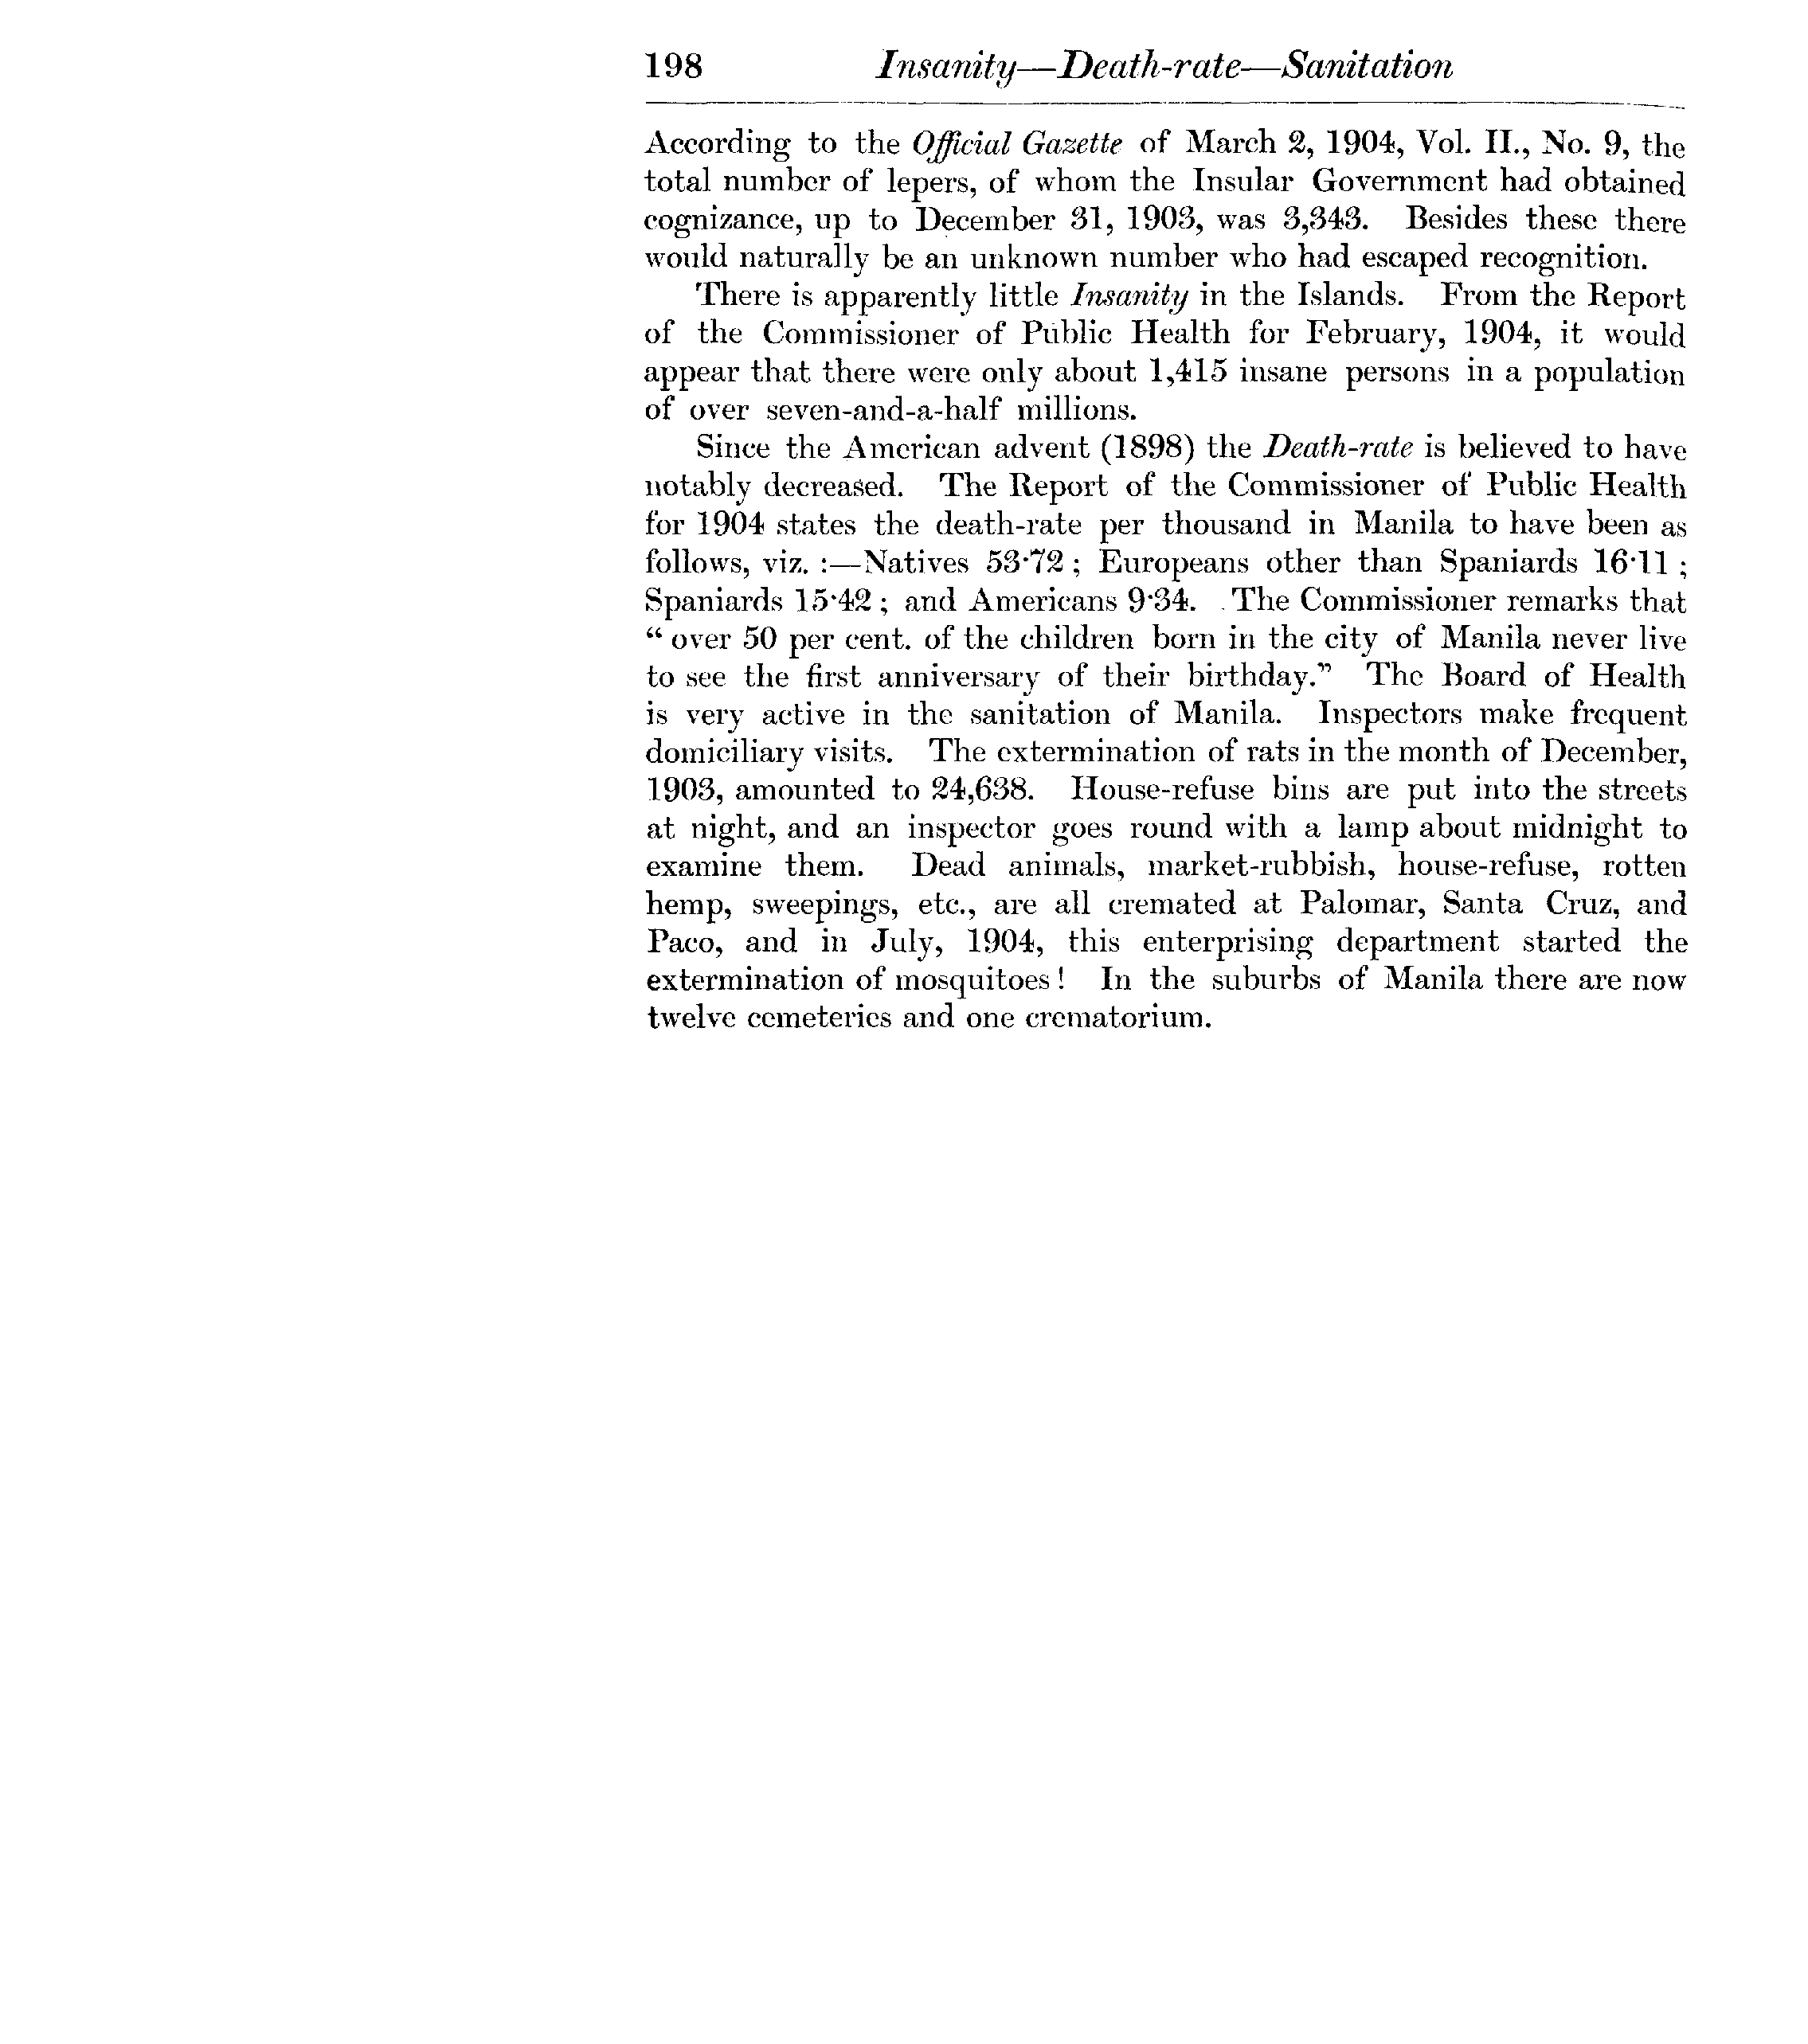 198 Insanity—Death-rate—Sanitation
According to the Official Gazette of March 2, 1904, Vol. II., No. 9, the
total number of lepers, of whom the Insular Government had obtained
cognizance, up to December 31, 1903, was 3,343. Besides these there
would naturally be an unknown number who had escaped recognition.
There is apparently little Insanity in the Islands. From the Report
of the Commissioner of Public Health for February, 1904, it would
appear that there were only about 1,415 insane persons in a population
of over seven-and-a-half millions.
Since the American advent (1898) the Death-rate is believed to have
notably decreased. The Report of the Commissioner of Public Health
for 1904 states the death-rate per thousand in Manila to have been as
follows, viz. :—Natives 53·72 ; Europeans other than Spaniards 16·11 ;
Spaniards 15·42 ; and Americans 9·34. The Commissioner remarks that
“ over 50 per cent. of the children born in the city of Manila never live
to see the first anniversary of their birthday.” The Board of Health
is very active in the sanitation of Manila. Inspectors make frequent
domiciliary visits. The extermination of rats in the month of December,
1903, amounted to 24,638. House-refuse bins are put into the streets
at night, and an inspector goes round with a lamp about midnight to
examine them. Dead animals, market-rubbish, house-refuse, rotten
hemp, sweepings, etc., are all cremated at Palomar, Santa Cruz, and
Paco, and in July, 1904, this enterprising department started the
extermination of mosquitoes ! In the suburbs of Manila there are now
twelve cemeteries and one crematorium.